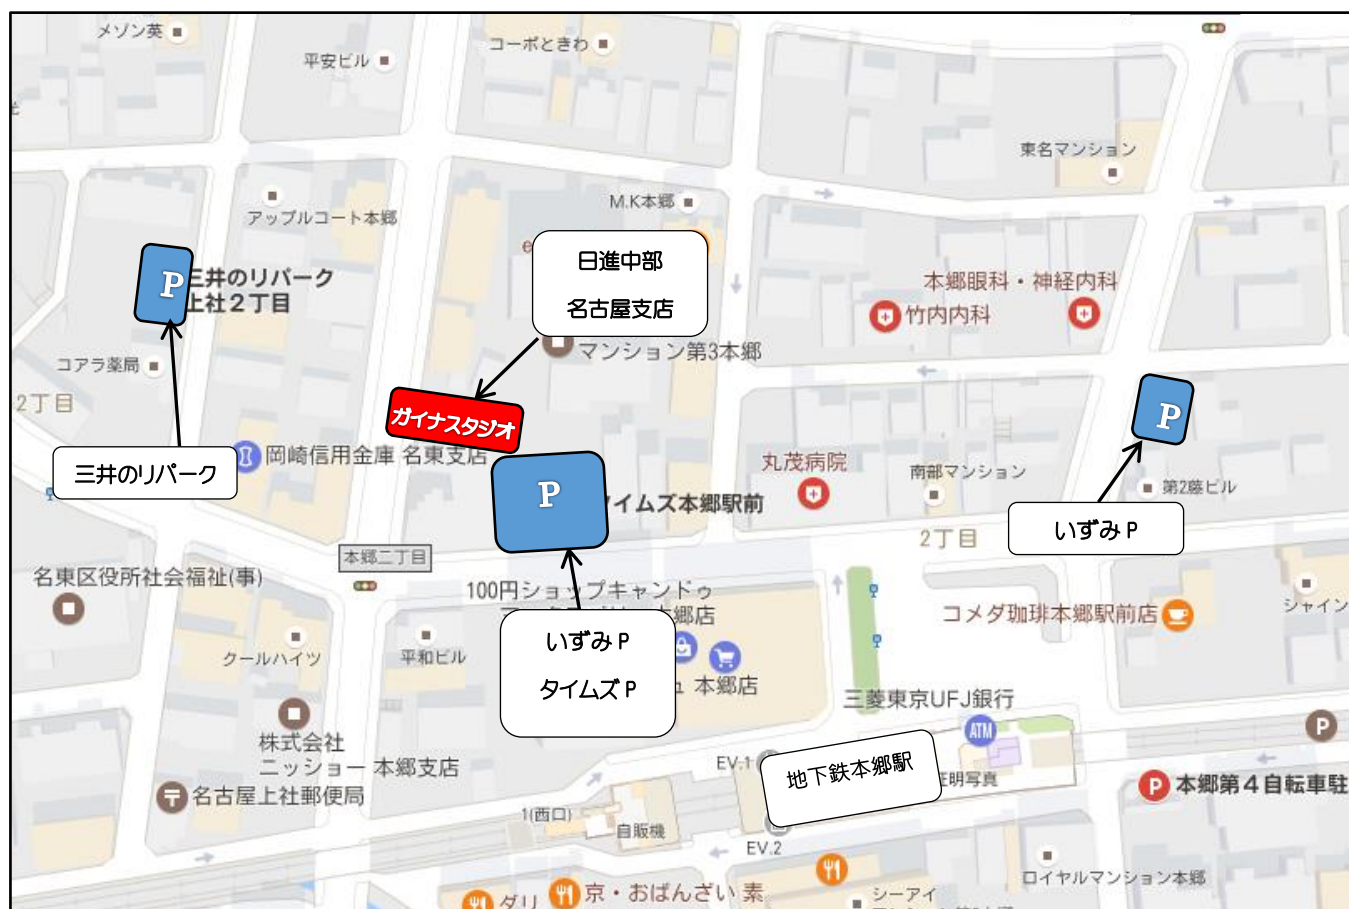 メゾン英
平安ビル
コーポときわ
東名マンション
アップルコート本郷
M.K本郷
日進中部
名古屋支店
三井のリパーク
上社2丁目
P
本郷眼科・神経内科
竹内内科
マンション第3本郷
コアラ薬局
2丁目
ガイナスタジオ
P
三井のリパーク
岡崎信用金庫 名東支店
丸茂病院
南部マンション
第2藤ビル
P
イムズ本郷駅前
いずみP
2丁目
本郷二丁目
名東区役所社会福祉(事)
100円ショップキャンドゥ
本郷店
いずみP
タイムズP
コメダ珈琲本郷駅前店
シャイン
クールハイツ
平和ビル
本郷店
三菱東京UFJ銀行
ATM
株式会社
ニッショー 本郷支店
EV.1
地下鉄本郷駅
証明写真
P
P
本郷第4自転車駐
名古屋上社郵便局
1(西口)
自販機
EV.2
ロイヤルマンション本郷
ダリ
京・おばんざい 素
シーアイ